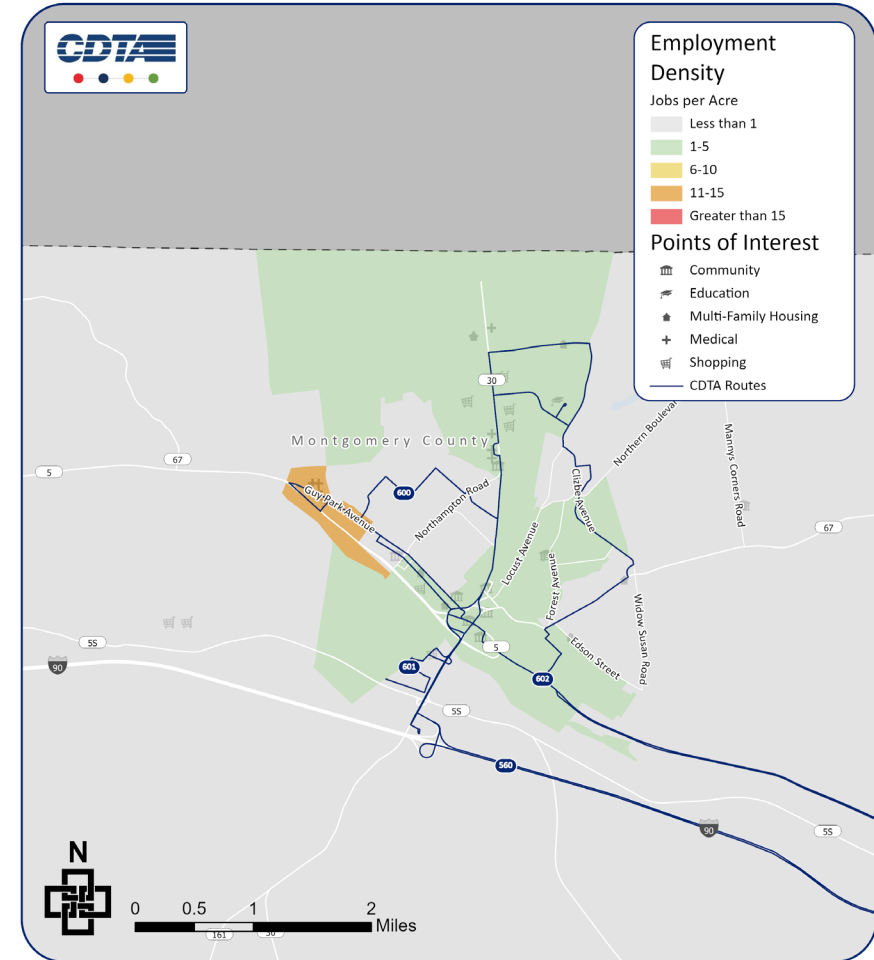 CDTA
Employment
Density
Jobs per Acre
Less than 1
1-5
6-10
11-15
Greater than 15
Points of Interest
Community
Education
Multi-Family Housing
Medical
Shopping
CDTA Routes
30
Montgomery County
Northern Boulevar
Mannys Corners Road
67
5
600
Guy Park Avenue
Northampton Road
Clizbe Avenue
67
Locust Avenue
Forest Avenue
Widow Susan Road
5S
5
Edson Street
90
601
602
5S
560
90
5S
N
0 0.5 1 2
Miles
161
30